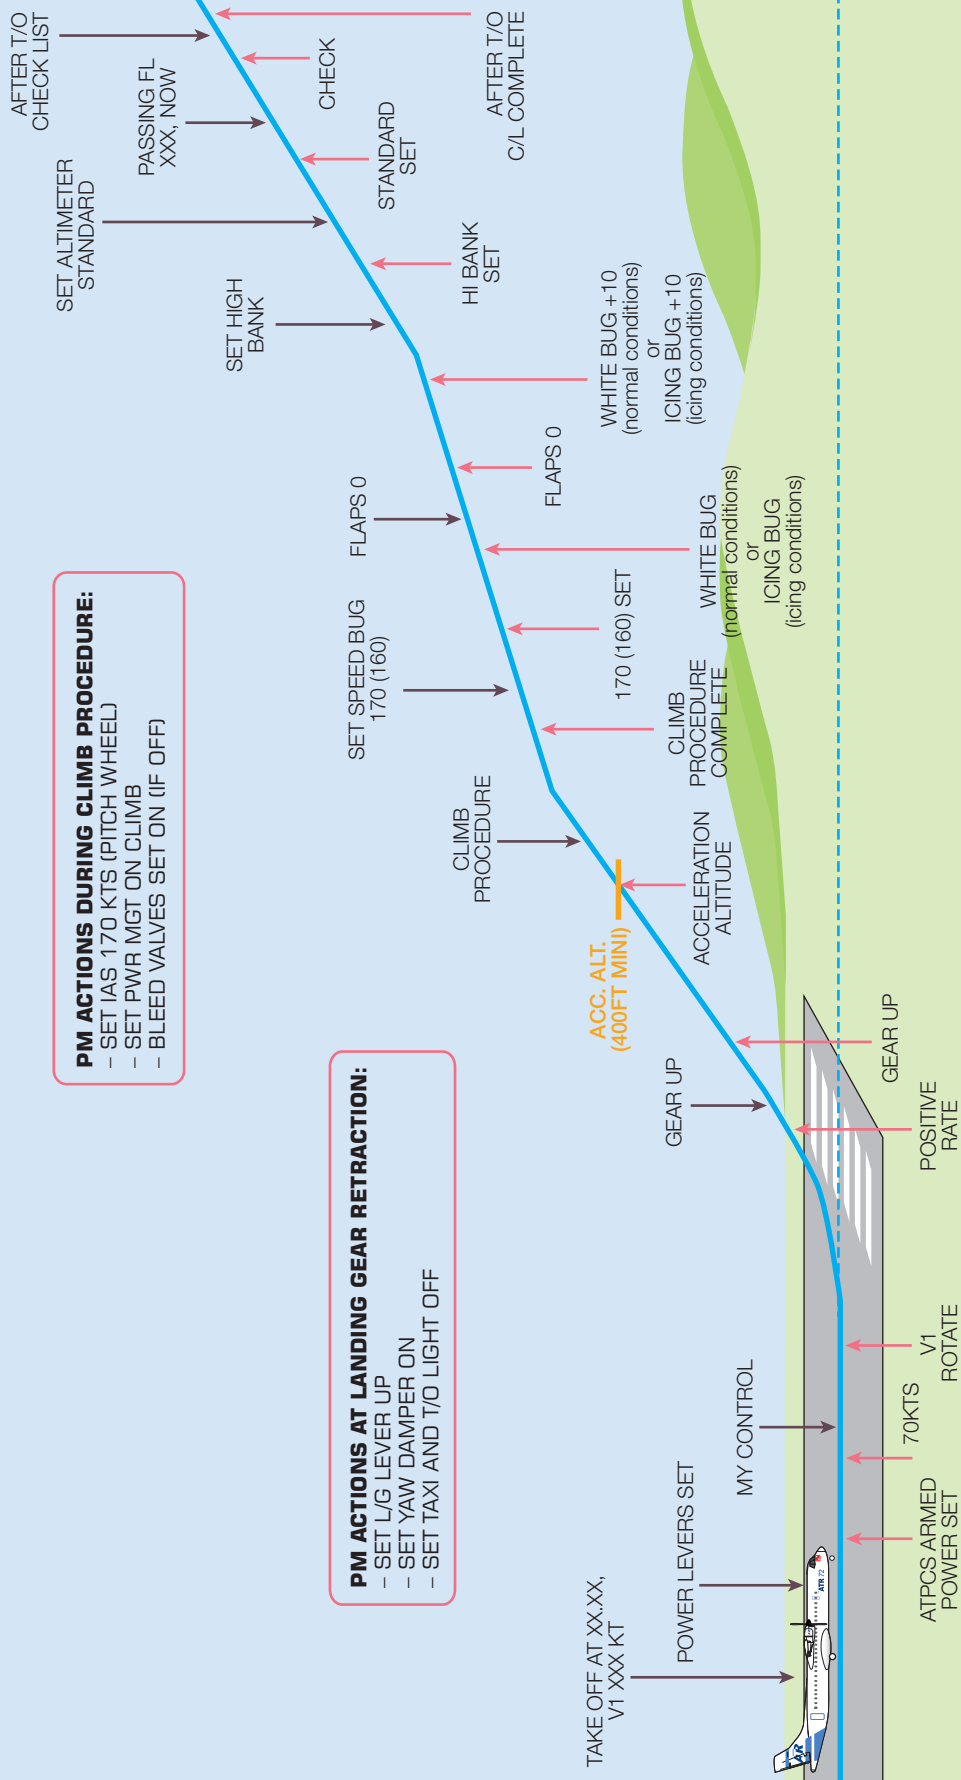 TAKE OFF AT XX.XX,
V1 XXX KT
POWER LEVERS SET
ATPCS ARMED
POWER SET
70KTS
MY CONTROL
V1
ROTATE
POSITIVE
RATE
GEAR UP
GEAR UP
PM ACTIONS AT LANDING GEAR RETRACTION:
– SET L/G LEVER UP
– SET YAW DAMPER ON
– SET TAXI AND T/O LIGHT OFF
ACC. ALT.
(400FT MINI)
ACCELERATION
ALTITUDE
CLIMB
PROCEDURE
PM ACTIONS DURING CLIMB PROCEDURE:
– SET IAS 170 KTS (PITCH WHEEL)
– SET PWR MGT ON CLIMB
– BLEED VALVES SET ON (IF OFF)
CLIMB
PROCEDURE
COMPLETE
SET SPEED BUG
170 (160)
170 (160) SET
WHITE BUG
(normal conditions)
or
ICING BUG
(icing conditions)
FLAPS 0
FLAPS 0
WHITE BUG +10
(normal conditions)
or
ICING BUG +10
(icing conditions)
SET HIGH
BANK
HI BANK
SET
SET ALTIMETER
STANDARD
STANDARD
SET
PASSING FL
XXX, NOW
CHECK
AFTER T/O
CHECK LIST
AFTER T/O
C/L COMPLETE
ATR 72